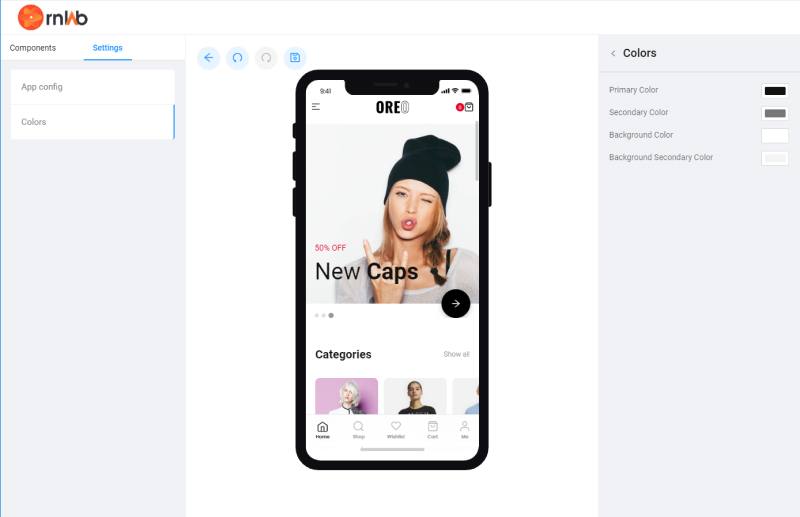 rnlab
Components
Settings
App config
Colors
9:41
OREO
0
50% OFF
New Caps
Categories
Show all
Home
Shop
Wishlist
Cart
Me
Colors
Primary Color
Secondary Color
Background Color
Background Secondary Color